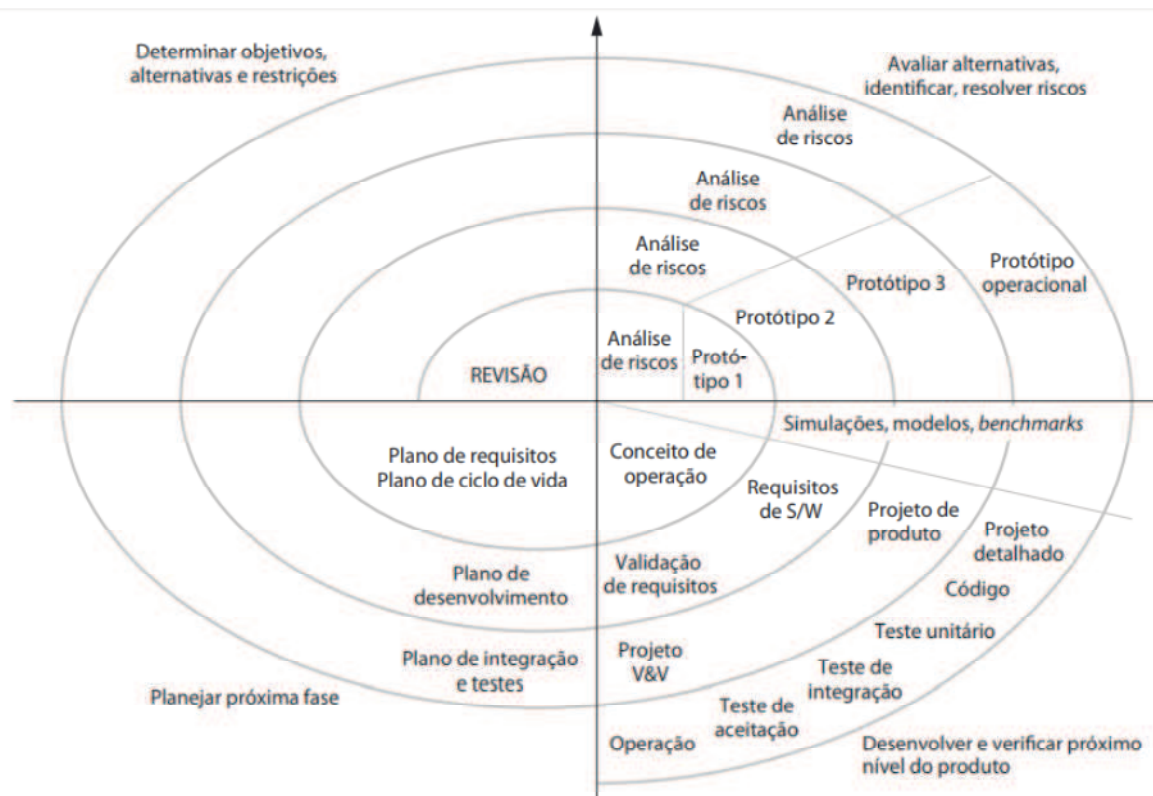 Determinar objetivos,
alternativas e restrições
Avaliar alternativas,
identificar, resolver riscos
Análise
de riscos
Análise
de riscos
Análise
de riscos
Análise
de riscos
Protótipo
operacional
Protótipo 3
Protótipo 2
Protó-
tipo 1
REVISÃO
Simulações, modelos, benchmarks
Plano de requisitos
Plano de ciclo de vida
Conceito de
operação
Requisitos
de S/W
Projeto de
produto
Projeto
detalhado
Plano de
desenvolvimento
Validação
de requisitos
Código
Teste unitário
Plano de integração
e testes
Projeto
V&V
Teste de
integração
Planejar próxima fase
Teste de
aceitação
Operação
Desenvolver e verificar próximo
nível do produto